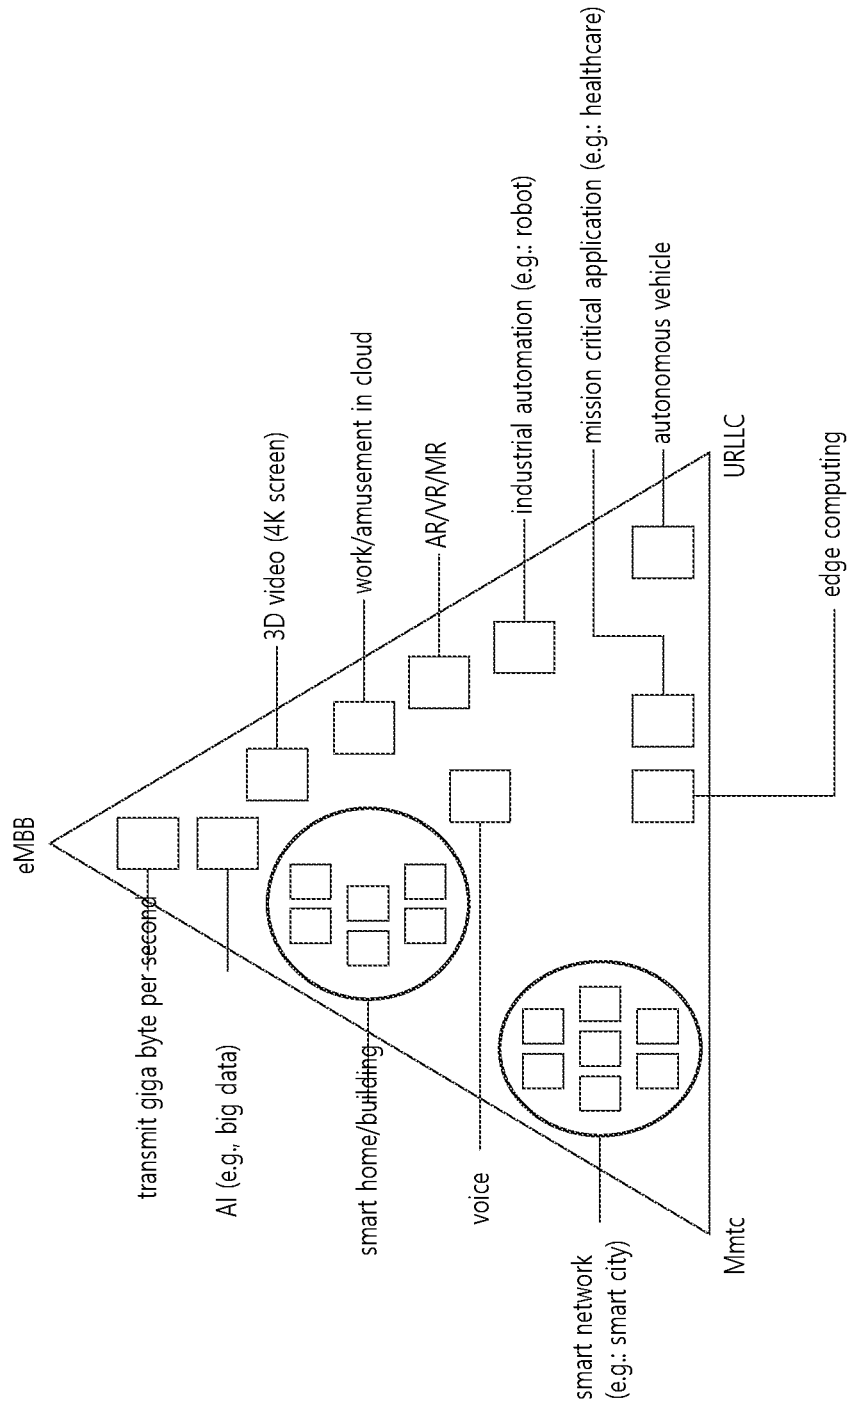 eMBB
transmit giga byte per second
AI (e.g., big data)
3D video (4K screen)
smart home/building
work/amusement in cloud
AR/VR/MR
voice
industrial automation (e.g.: robot)
smart network
(e.g.: smart city)
mission critical application (e.g.: healthcare)
autonomous vehicle
Mmtc
URLLC
edge computing